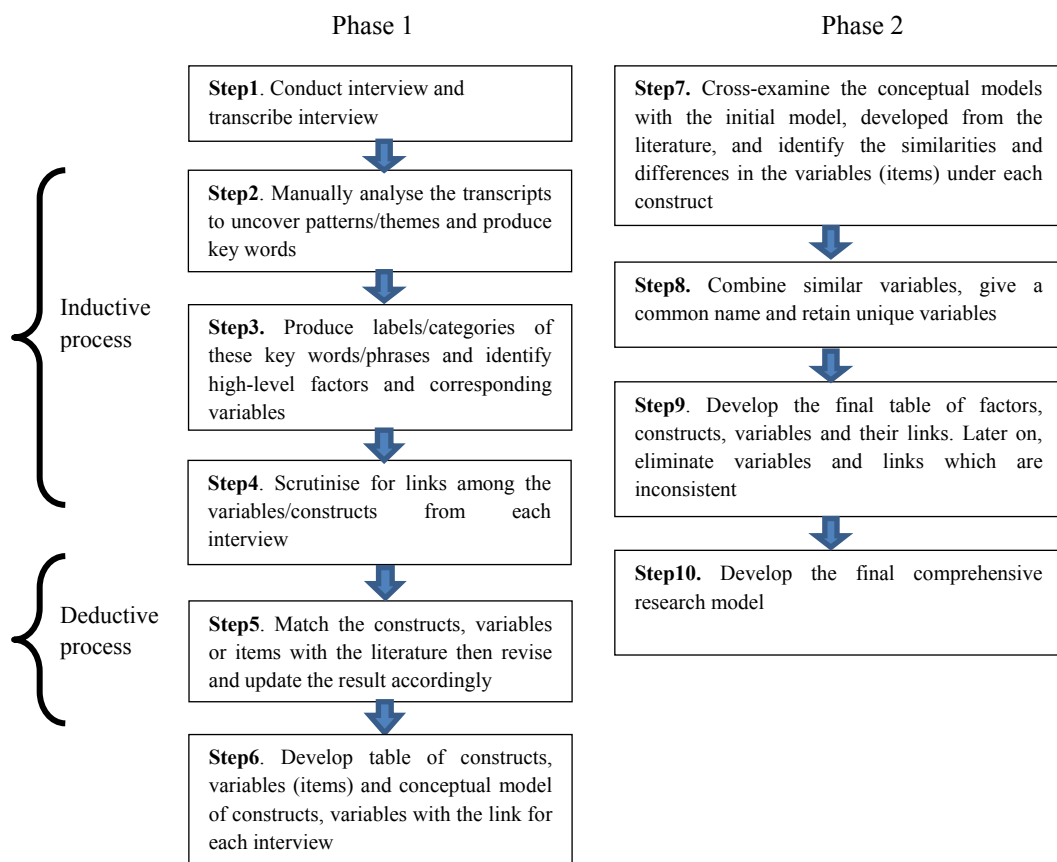 Phase 1
Step1. Conduct interview and
transcribe interview
Step2. Manually analyse the transcripts
to uncover patterns/themes and produce
key words
Step3. Produce labels/categories of
these key words/phrases and identify
high-level factors and corresponding
variables
Step4. Scrutinise for links among the
variables/constructs from each
interview
Step5. Match the constructs, variables
or items with the literature then revise
and update the result accordingly
Step6. Develop table of constructs,
variables (items) and conceptual model
of constructs, variables with the link for
each interview
Inductive
process
Deductive
process
Phase 2
Step7. Cross-examine the conceptual models
with the initial model, developed from the
literature, and identify the similarities and
differences in the variables (items) under each
construct
Step8. Combine similar variables, give a
common name and retain unique variables
Step9. Develop the final table of factors,
constructs, variables and their links. Later on,
eliminate variables and links which are
inconsistent
Step10. Develop the final comprehensive
research model